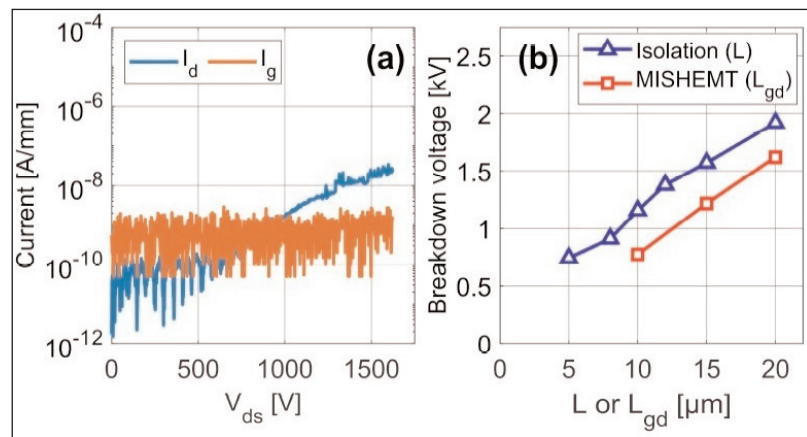 (a)
I_d I_g
Current [A/mm]
10^-4
10^-6
10^-8
10^-10
10^-12
0 500 1000 1500
V_ds [V]
(b)
Isolation (L)
MISHEMT (L_gd)
Breakdown voltage [kV]
2.5
2
1.5
1
0.5
0
0 5 10 15 20
L or L_gd [µm]